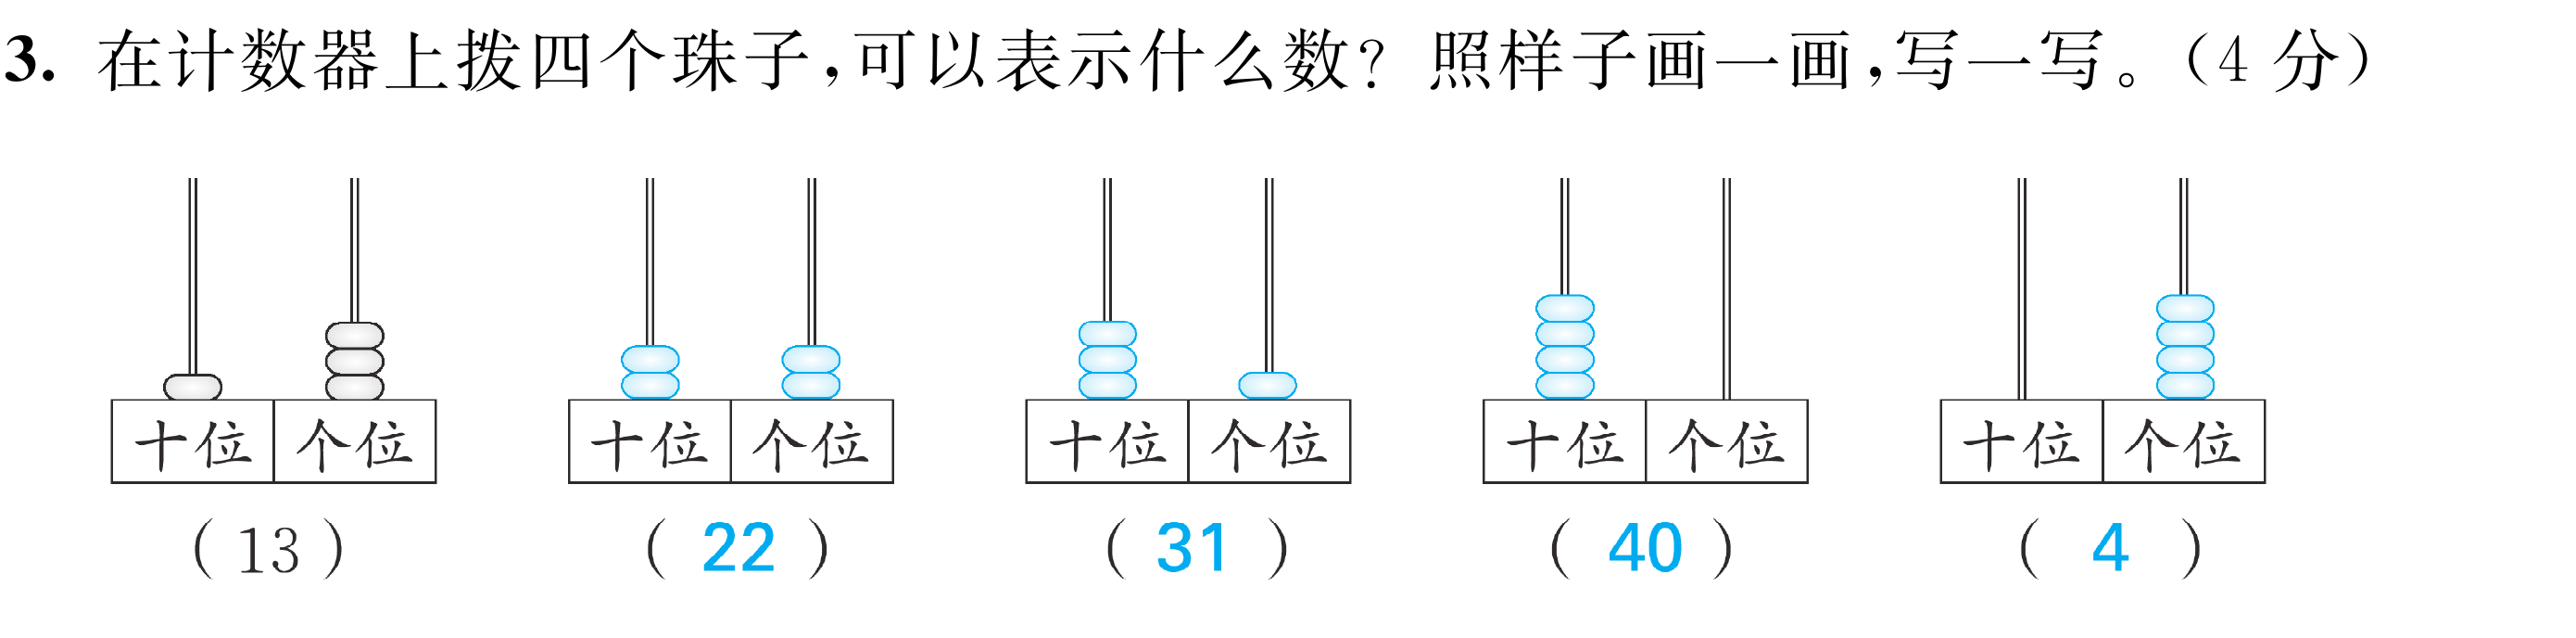 3. 在计数器上拨四个珠子,可以表示什么数? 照样子画一画,写一写。(4 分)
十位 个位 十位 个位 十位 个位 十位 个位 十位 个位
( 13 ) ( 22 ) ( 31 ) ( 40 ) ( 4 )